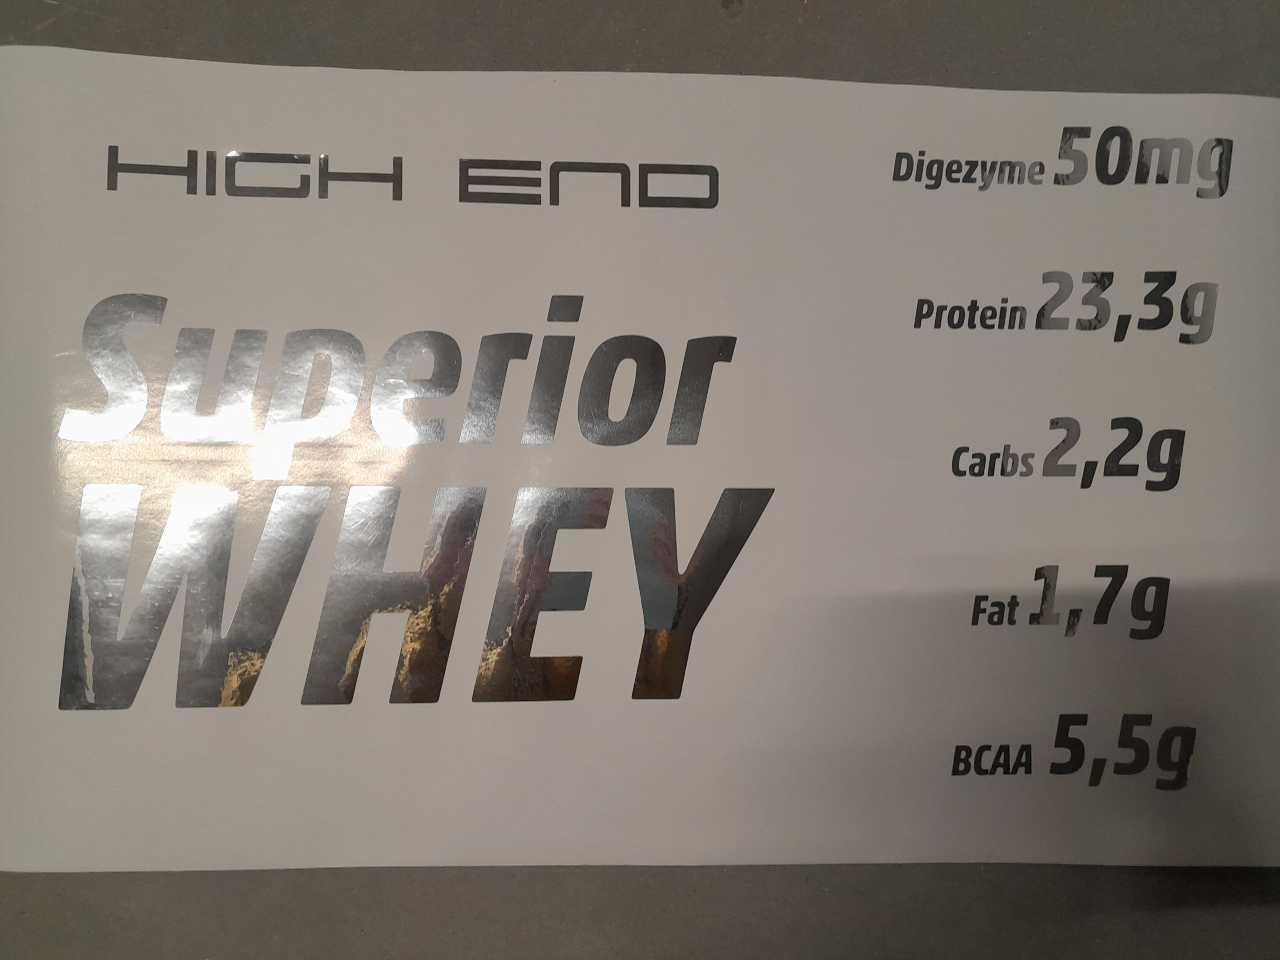 HIGH END
Superior
WHEY
Digezyme 50mg
Protein 23,3g
Carbs 2,2g
Fat 1,7g
BCAA 5,5g